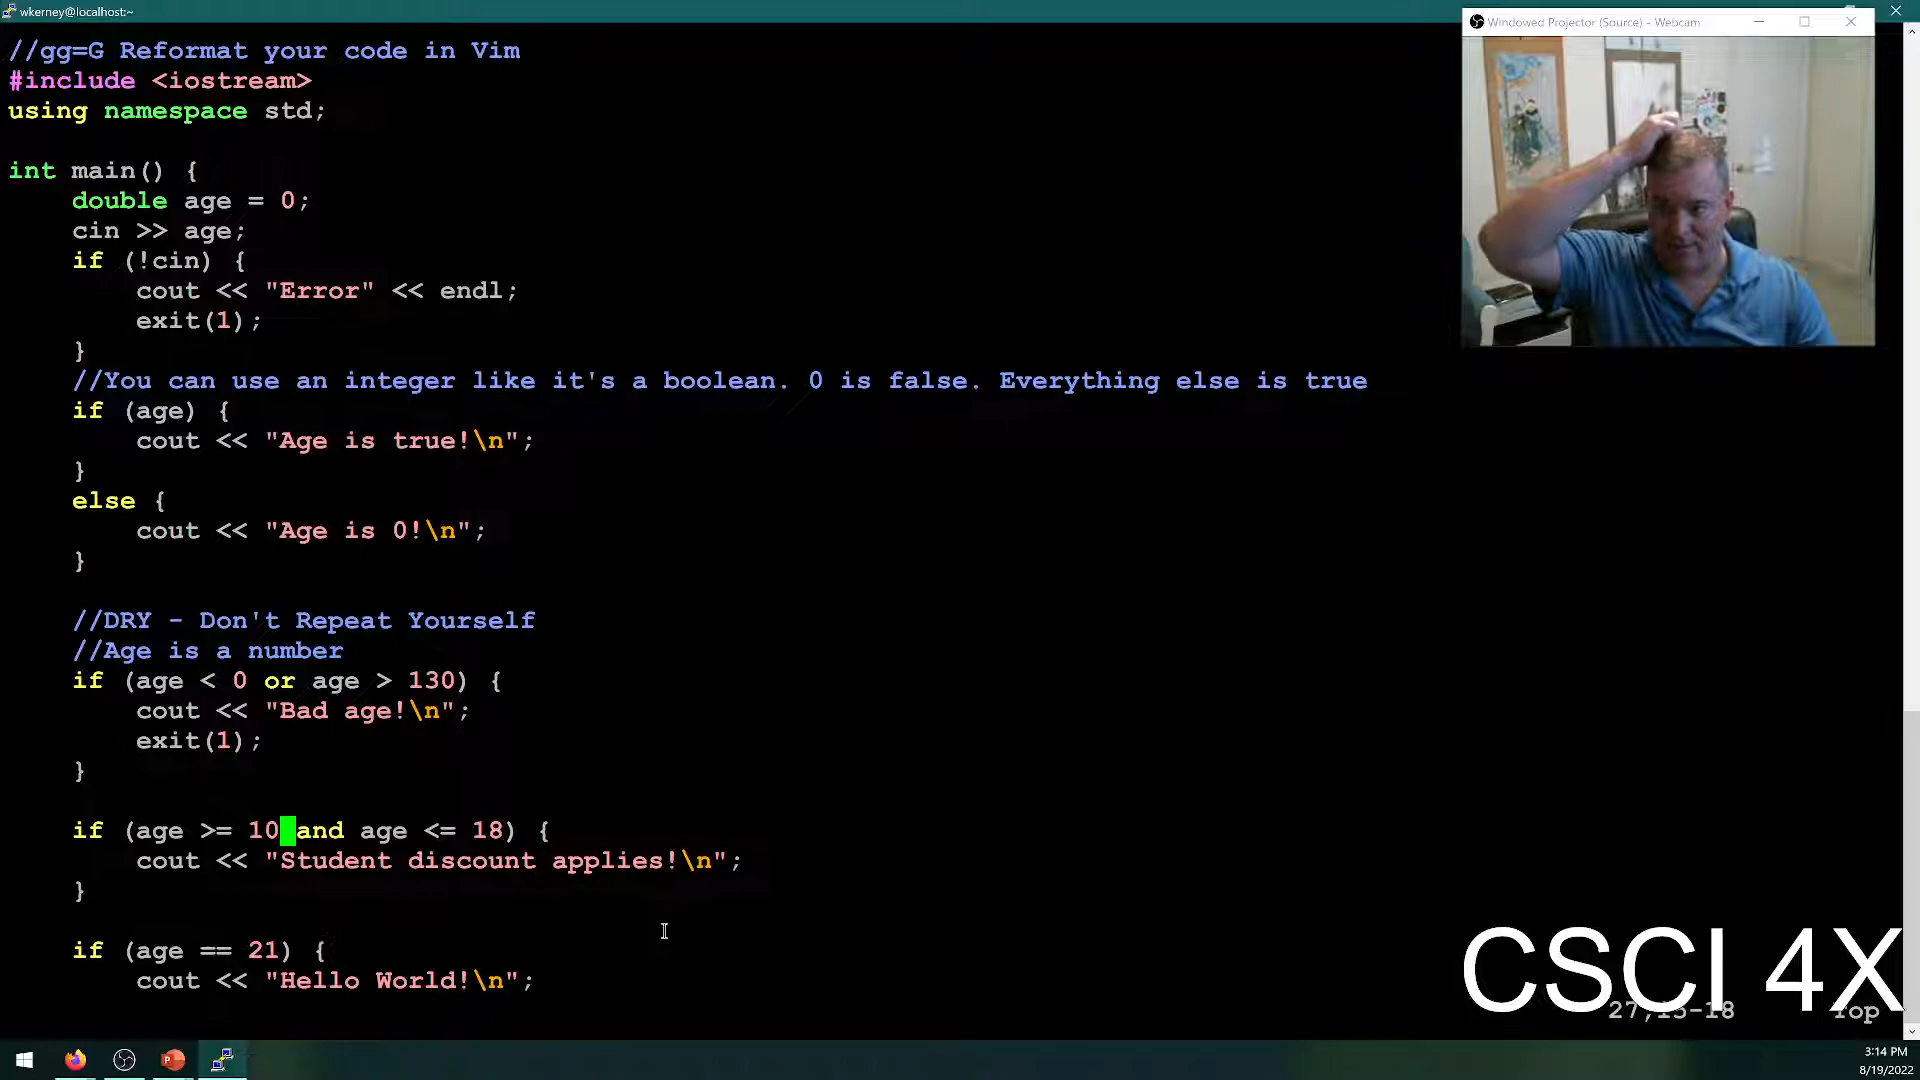 wkerney@localhost:~
Windowed Projector (Source) - Webcam
//gg=G Reformat your code in Vim
#include <iostream>
using namespace std;
int main() {
double age = 0;
cin >> age;
if (!cin) {
cout << "Error" << endl;
exit(1);
}
//You can use an integer like it's a boolean. 0 is false. Everything else is true
if (age) {
cout << "Age is true!\n";
}
else {
cout << "Age is 0!\n";
}
//DRY - Don't Repeat Yourself
//Age is a number
if (age < 0 or age > 130) {
cout << "Bad age!\n";
exit(1);
}
if (age >= 10 and age <= 18) {
cout << "Student discount applies!\n";
}
if (age == 21) {
cout << "Hello World!\n";
CSCI 4X
27,15-18 Top
3:14 PM
8/19/2022